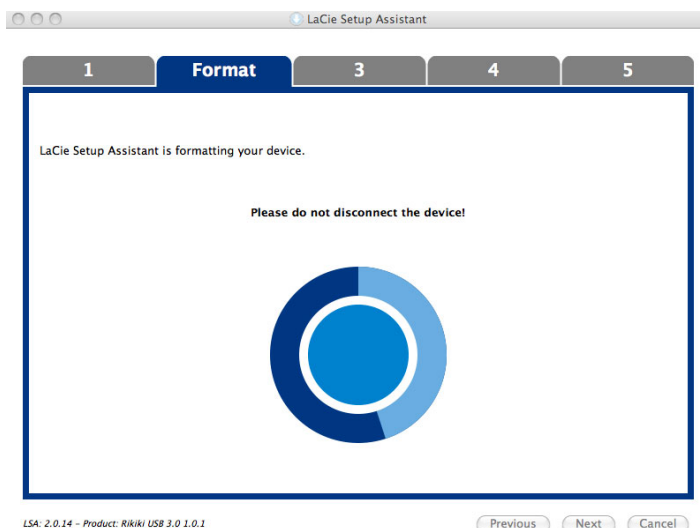 LaCie Setup Assistant
1 Format 3 4 5
LaCie Setup Assistant is formatting your device.
Please do not disconnect the device!
LSA: 2.0.14 – Product: Rikiki USB 3.0 1.0.1
Previous Next Cancel